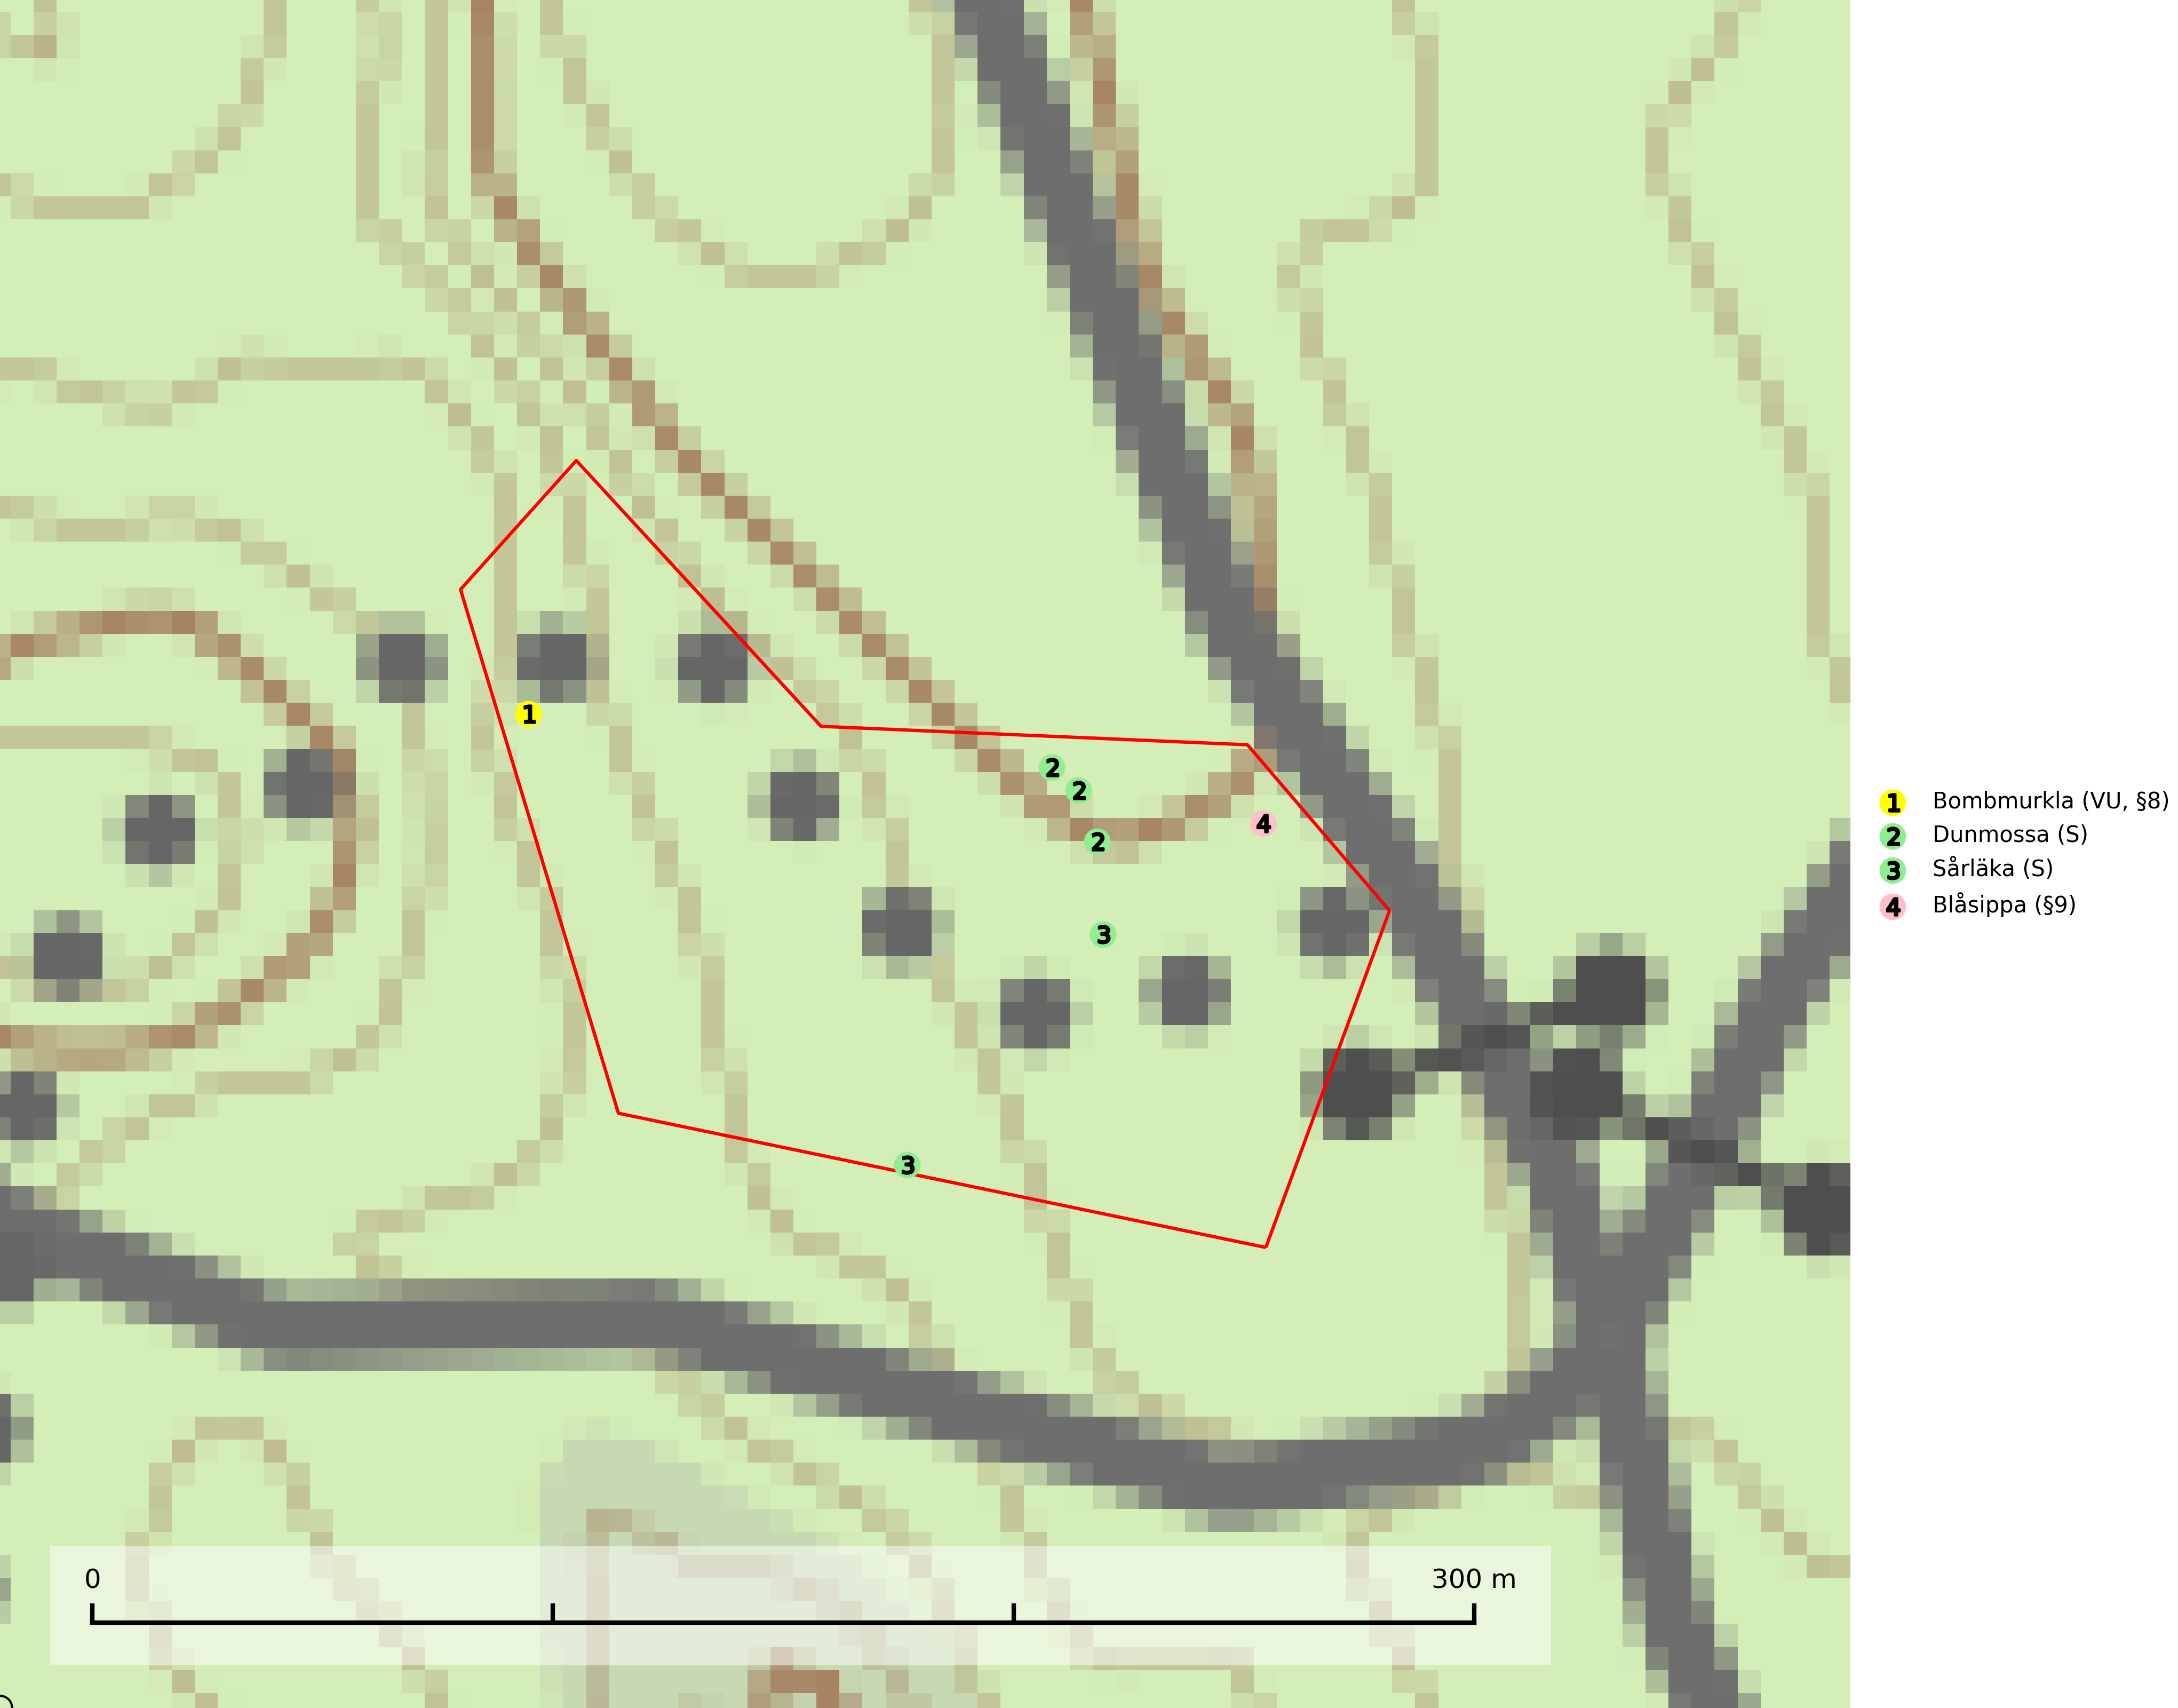 1
2
2
4
2
3
3
1 Bombmurkla (VU, §8)
2 Dunmossa (S)
3 Sårläka (S)
4 Blåsippa (§9)
0 300 m